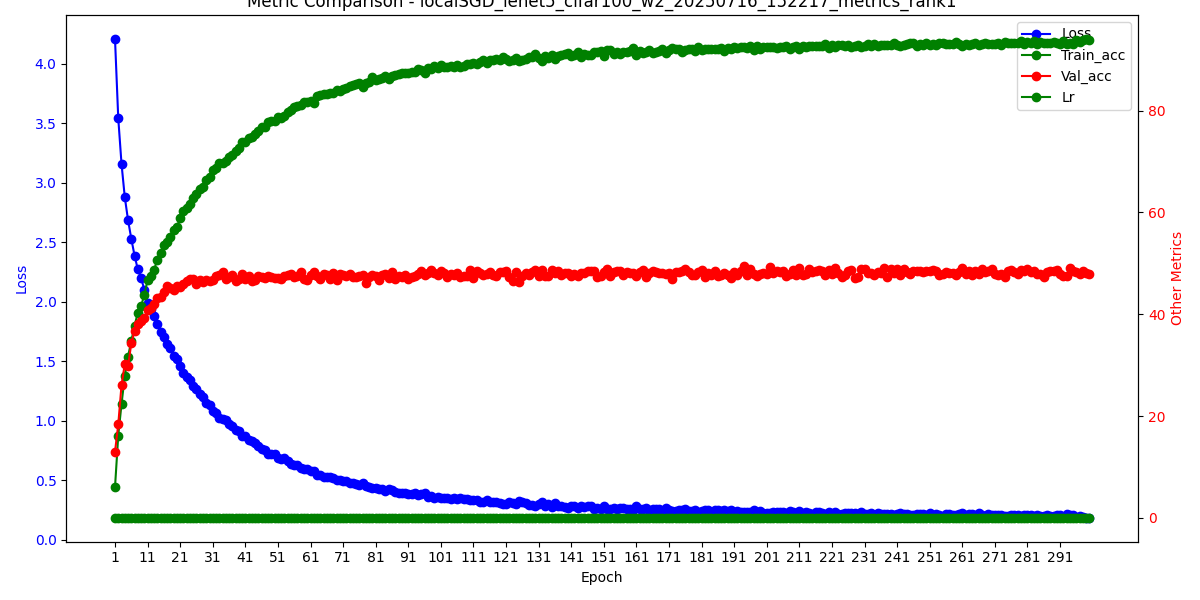 Metric Comparison - localSGD_lenet5_cifar100_w2_20250716_152217_metrics_rank1
Loss
Train_acc
Val_acc
Lr
4.0
3.5
3.0
2.5
2.0
1.5
1.0
0.5
0.0
Loss
80
60
40
20
0
Other Metrics
1 11 21 31 41 51 61 71 81 91 101 111 121 131 141 151 161 171 181 191 201 211 221 231 241 251 261 271 281 291
Epoch